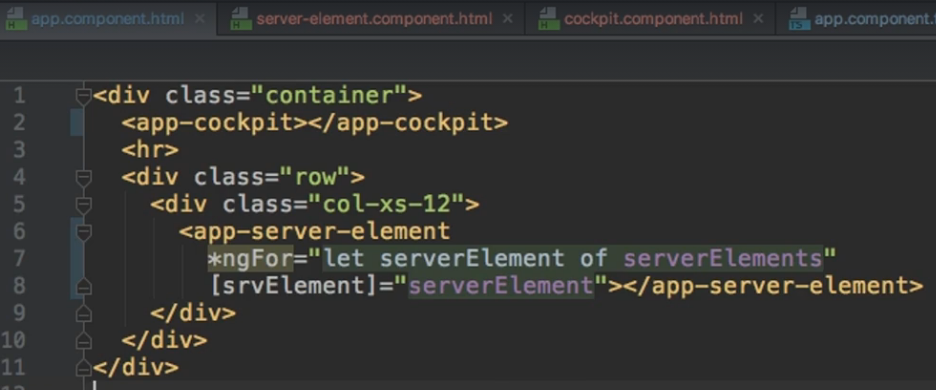 app.component.html × server-element.component.html × cockpit.component.html × app.component.
1 <div class="container">
2 <app-cockpit></app-cockpit>
3 <hr>
4 <div class="row">
5 <div class="col-xs-12">
6 <app-server-element
7 *ngFor="let serverElement of serverElements"
8 [srvElement]="serverElement"></app-server-element>
9 </div>
10 </div>
11 </div>